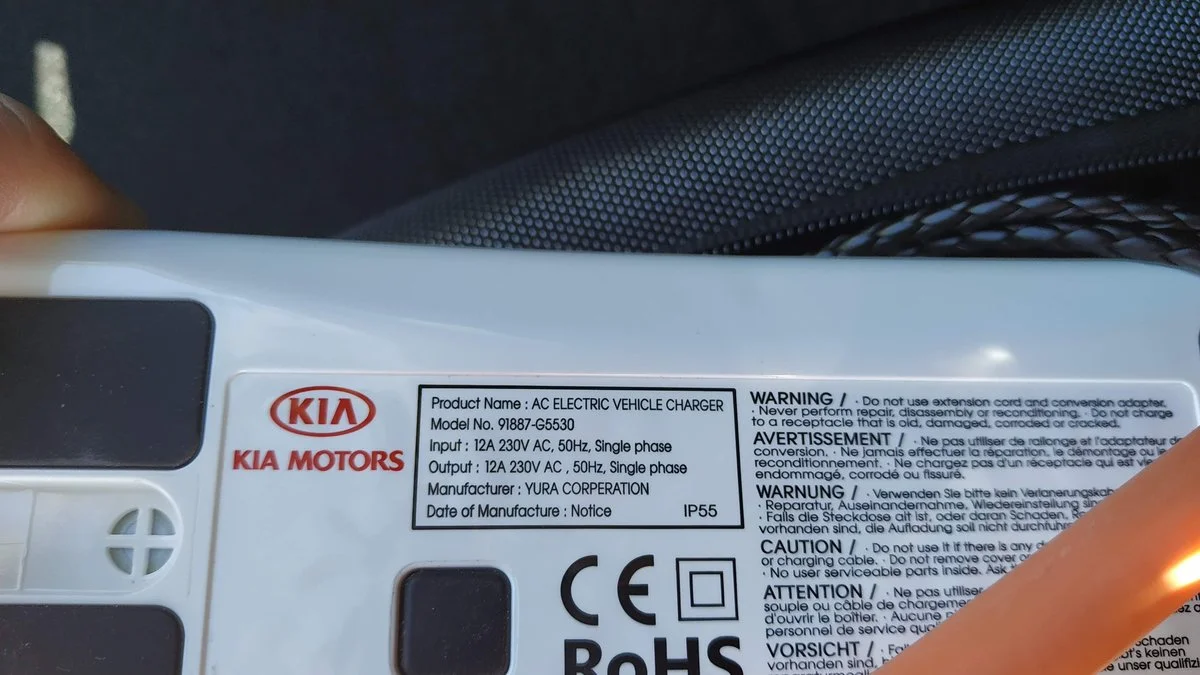 KIA
KIA MOTORS
Product Name : AC ELECTRIC VEHICLE CHARGER
Model No. 91887-G5530
Input : 12A 230V AC, 50Hz, Single phase
Output : 12A 230V AC , 50Hz, Single phase
Manufacturer : YURA CORPERATION
Date of Manufacture : Notice IP55
CE
RoHS
WARNING / · Do not use extension cord and conversion adapter.
· Never perform repair, disassembly or reconditioning. · Do not charge
to a receptacle that is old, damaged, corroded or cracked.
AVERTISSEMENT / · Ne pas utiliser de rallonge et l'adaptateur de
conversion. · Ne jamais effectuer la réparation, le démontage ou le
reconditionnement. · Ne chargez pas d'un réceptacle qui est
endommagé, corrodé ou fissuré.
WARNUNG / · Verwenden Sie bitte kein
· Reparatur, Auseinandernahme, Wiedereinstellung
· Falls die Steckdose alt ist, oder daran Schaden,
vorhanden sind, die Aufladung soll nicht
CAUTION / · Do not use it if there is any
or charging cable. · Do not remove cover
· No user serviceable parts inside. Ask
ATTENTION / · Ne pas utiliser
souple ou câble de
d'ouvrir le boîtier. · Aucune
personnel de service
VORSICHT /
vorhanden sind,
Schaden
keinen
unser